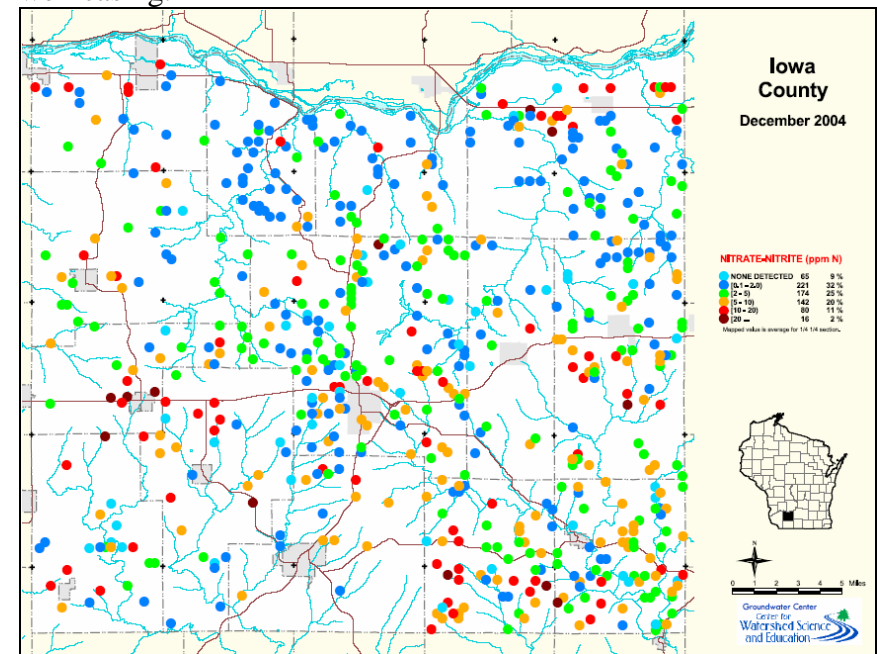 Iowa
County
December 2004
NITRATE-NITRITE (ppm N)
NONE DETECTED 65 9 %
[0.1 - 2.0) 221 32 %
[2 - 5) 174 25 %
[5 - 10) 142 20 %
[10 - 20) 80 11 %
[20 ... 16 2 %
Mapped value is average for 1/4 1/4 section.
N
0 1 2 3 4 5 Miles
Groundwater Center
Center for
Watershed Science
and Education